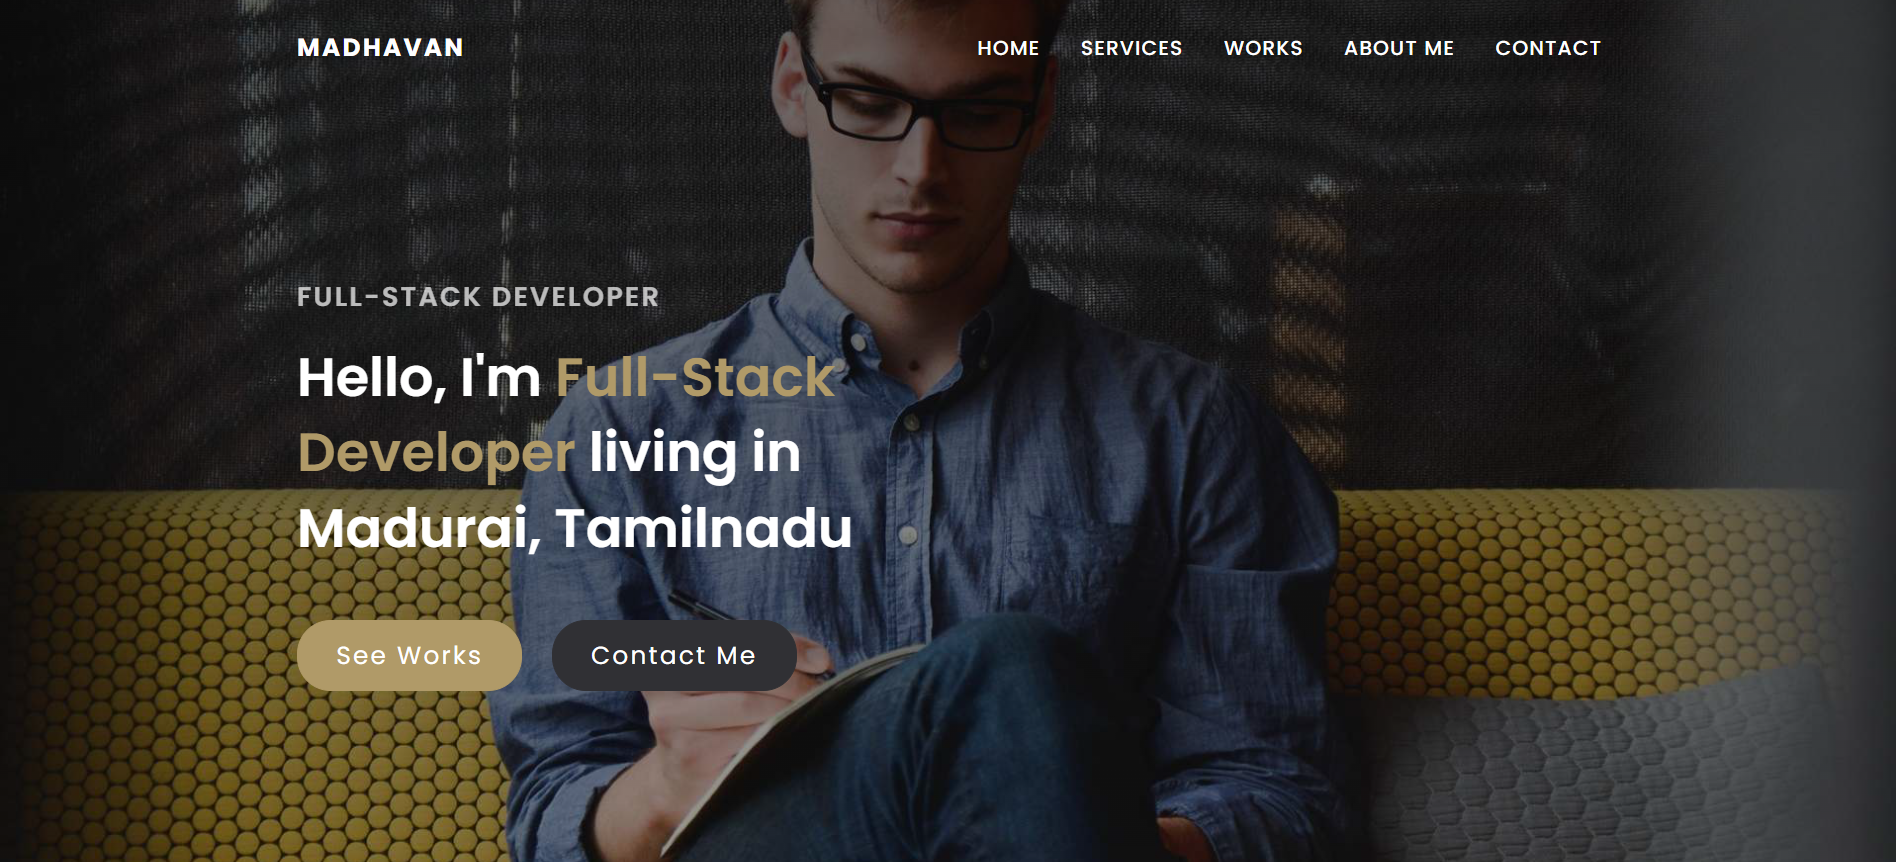 MADHAVAN
HOME SERVICES WORKS ABOUT ME CONTACT
FULL-STACK DEVELOPER
Hello, I'm Full-Stack
Developer living in
Madurai, Tamilnadu
See Works Contact Me